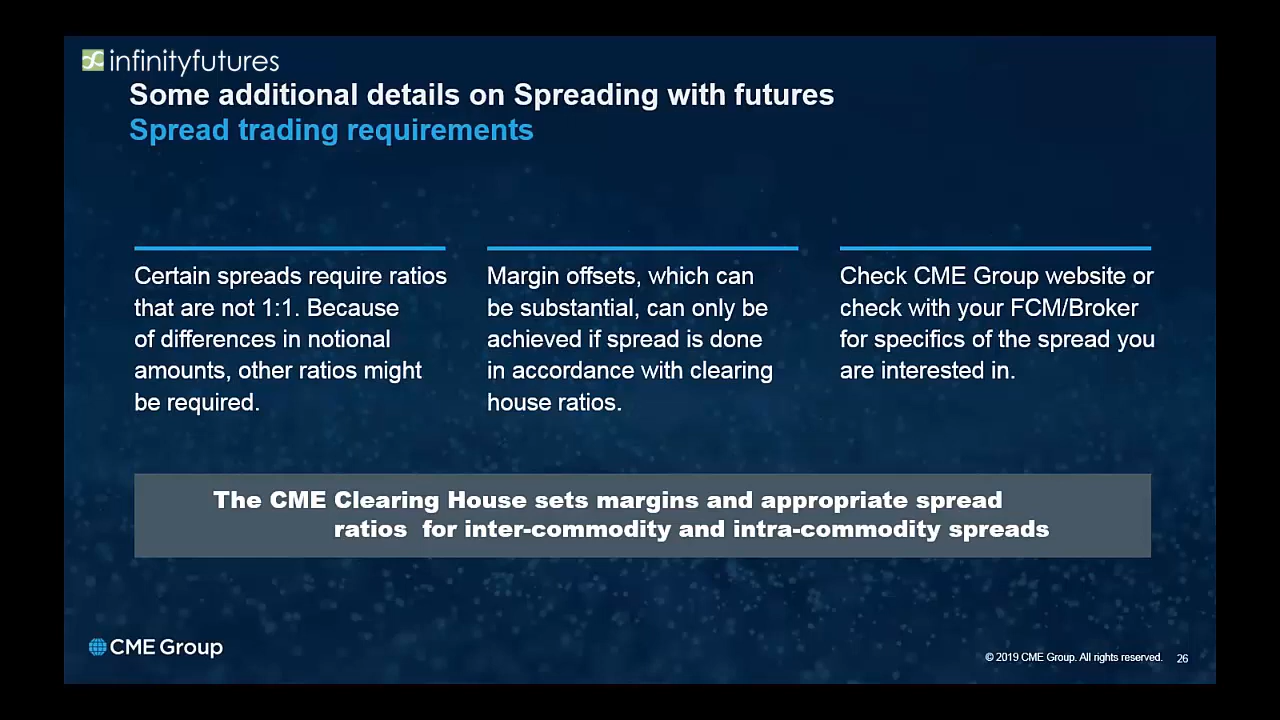 infinityfutures
Some additional details on Spreading with futures
Spread trading requirements
Certain spreads require ratios
that are not 1:1. Because
of differences in notional
amounts, other ratios might
be required.
Margin offsets, which can
be substantial, can only be
achieved if spread is done
in accordance with clearing
house ratios.
Check CME Group website or
check with your FCM/Broker
for specifics of the spread you
are interested in.
The CME Clearing House sets margins and appropriate spread
ratios for inter-commodity and intra-commodity spreads
CME Group
© 2019 CME Group. All rights reserved. 26